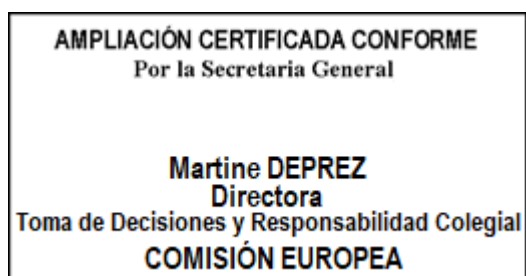 AMPLIACIÓN CERTIFICADA CONFORME
Por la Secretaria General
Martine DEPREZ
Directora
Toma de Decisiones y Responsabilidad Colegial
COMISIÓN EUROPEA